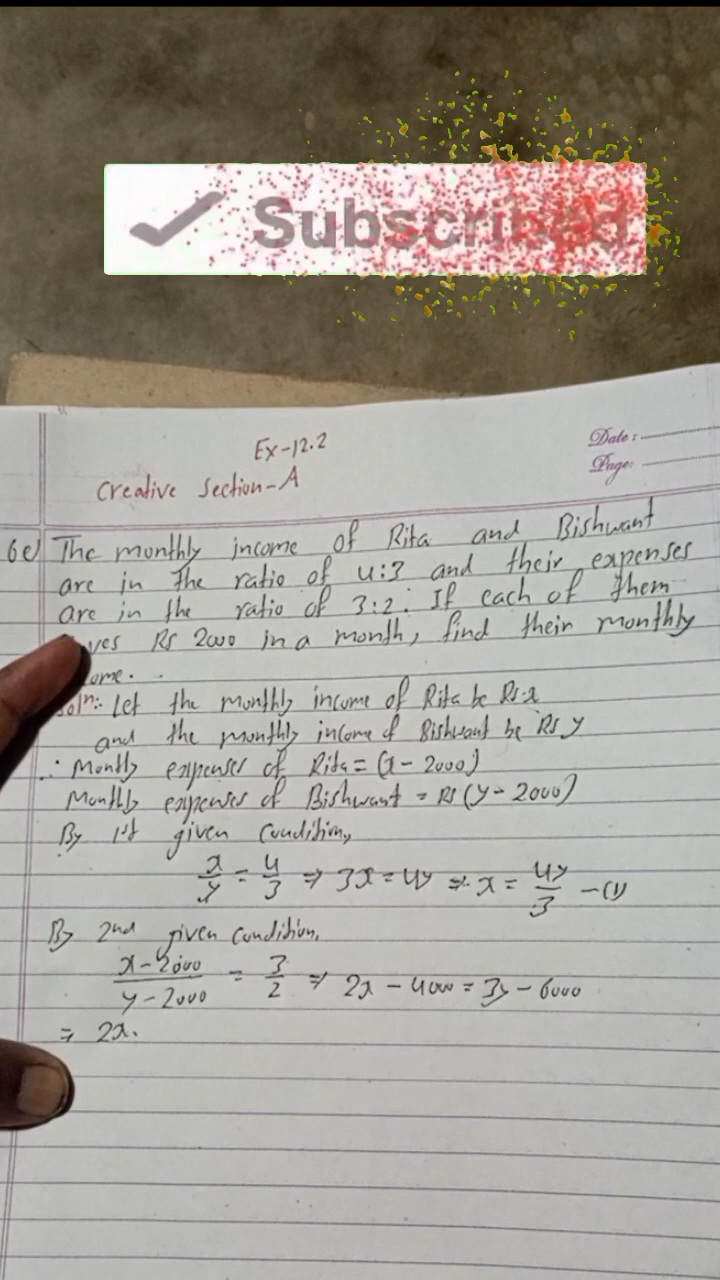 ✓ Subscribed
Ex-12.2
Date:
Creative Section-A
Page:
6e) The monthly income of Rita and Bishwant
are in the ratio of 4:3 and their expenses
are in the ratio of 3:2. If each of them
ves Rs 2000 in a month, find their monthly
ome.
Soln:- Let the monthly income of Rita be Rs.x
and the monthly income of Bishwant be Rs y
∴ Montly expenses of Rita = (x - 2000)
Monthly expenses of Bishwant = Rs (y - 2000)
By 1st given condition,
x/y = 4/3 ⇒ 3x = 4y ⇒ x = 4y/3 - (1)
By 2nd given condition,
x-2000/y-2000 = 3/2 ⇒ 2x - 4000 = 3y - 6000
⇒ 2x.